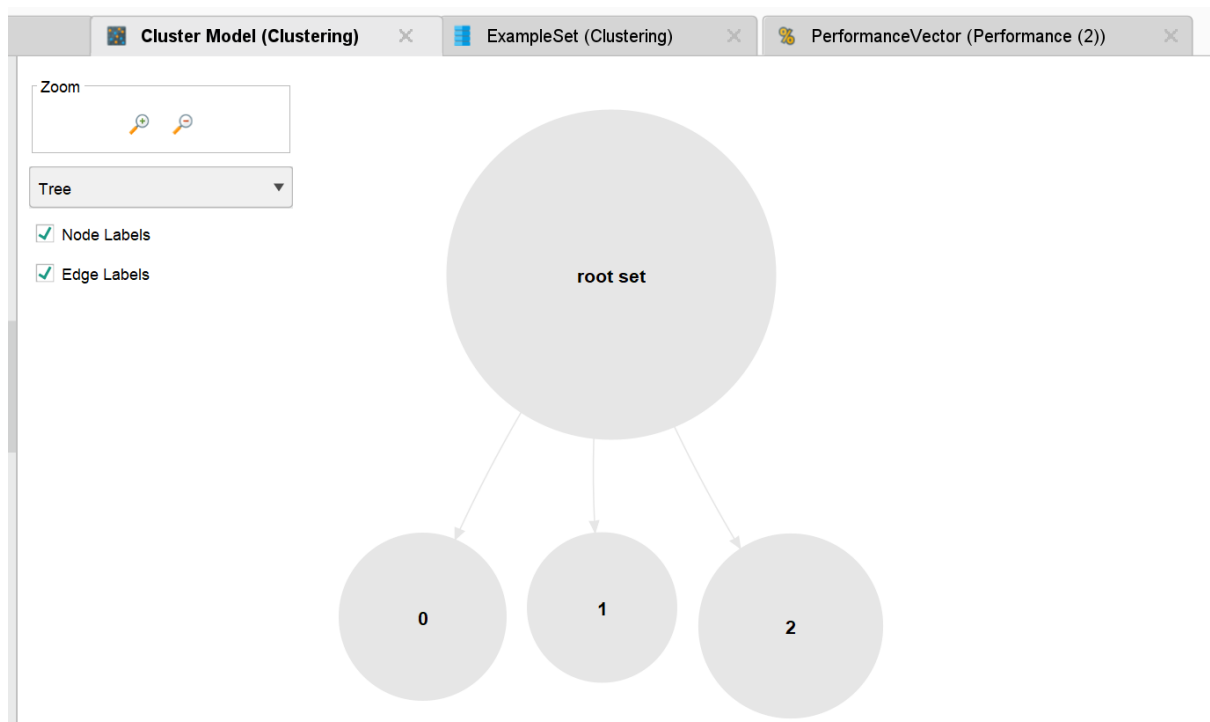 Cluster Model (Clustering)
ExampleSet (Clustering)
PerformanceVector (Performance (2))
Zoom
Tree
Node Labels
Edge Labels
root set
0
1
2